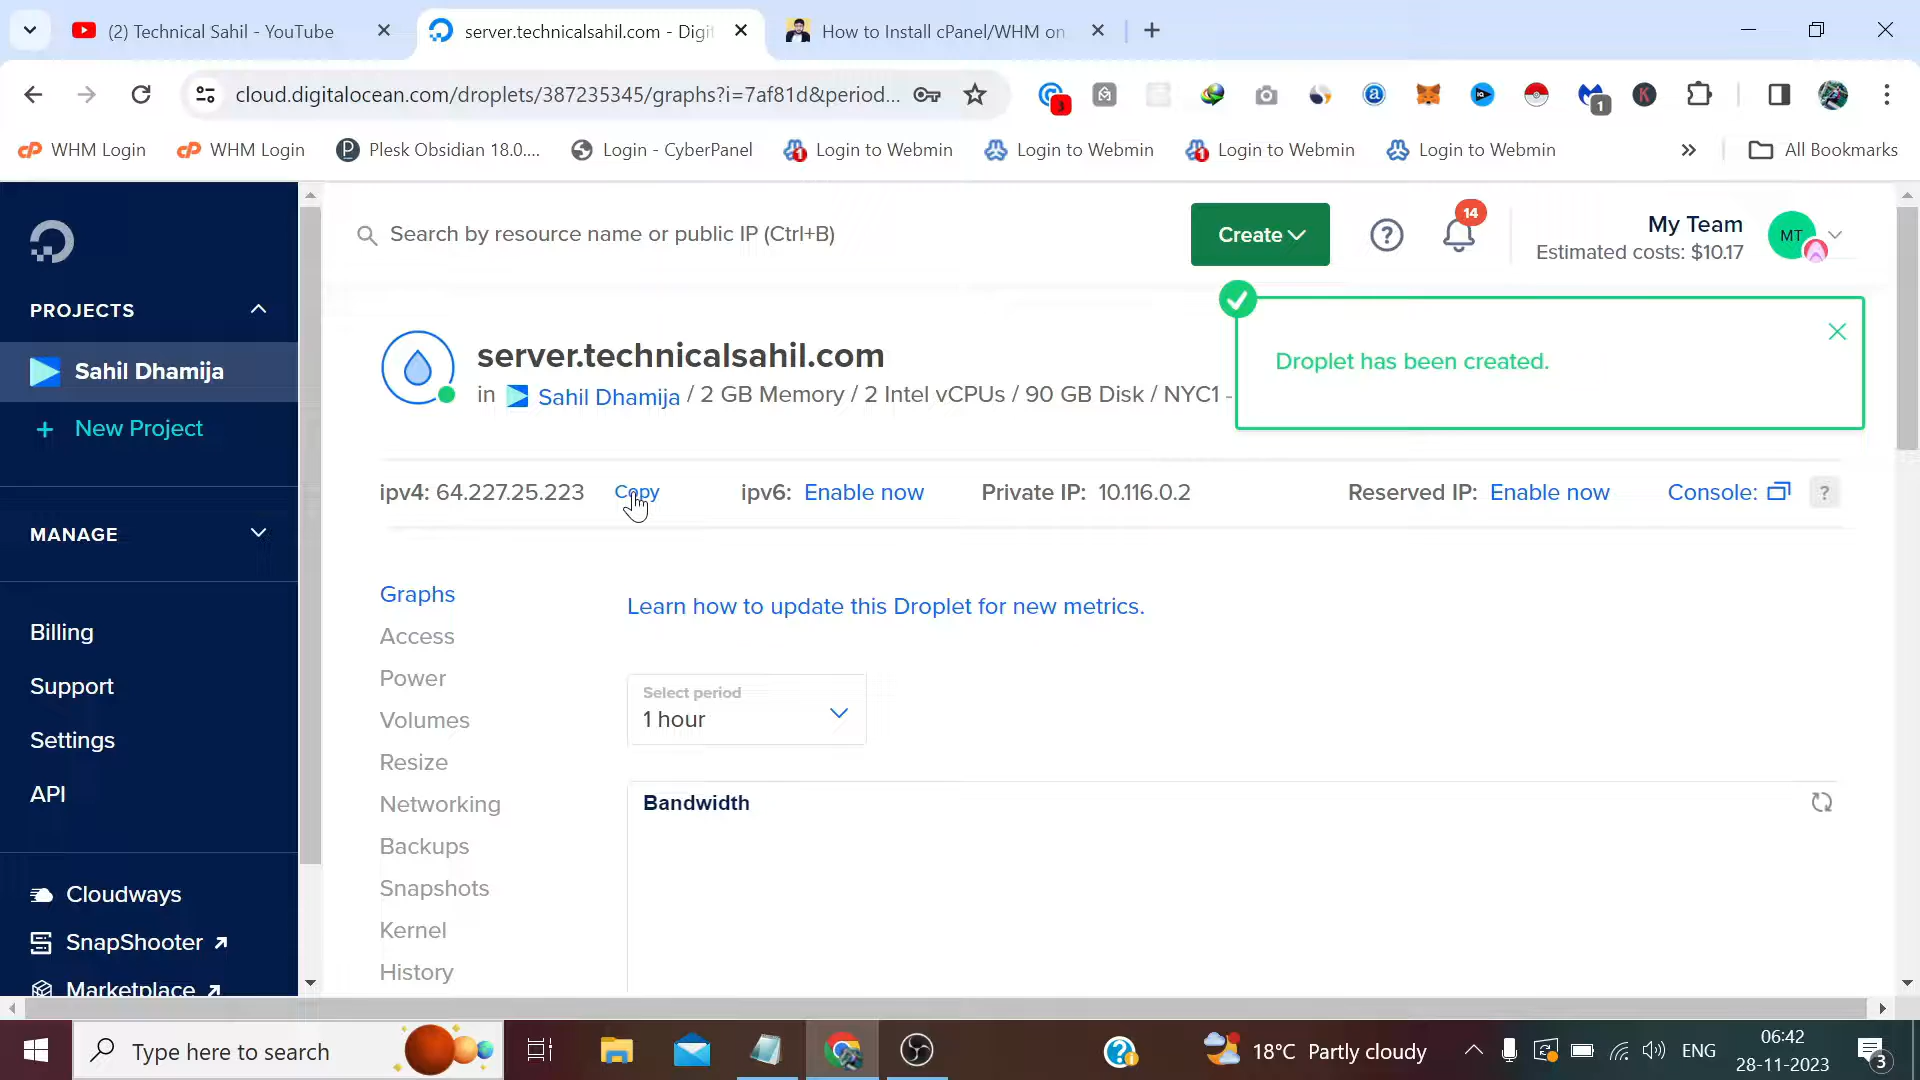 (2) Technical Sahil - YouTube
server.technicalsahil.com - Digit
How to Install cPanel/WHM on
cloud.digitalocean.com/droplets/387235345/graphs?i=7af81d&period...
3
1
WHM Login
WHM Login
Plesk Obsidian 18.0....
Login - CyberPanel
Login to Webmin
Login to Webmin
Login to Webmin
Login to Webmin
All Bookmarks
Search by resource name or public IP (Ctrl+B)
Create
14
My Team
Estimated costs: $10.17
MT
PROJECTS
Sahil Dhamija
+ New Project
MANAGE
Billing
Support
Settings
API
Cloudways
SnapShooter
Marketplace
server.technicalsahil.com
in Sahil Dhamija / 2 GB Memory / 2 Intel vCPUs / 90 GB Disk / NYC1 -
Droplet has been created.
ipv4: 64.227.25.223 Copy ipv6: Enable now Private IP: 10.116.0.2 Reserved IP: Enable now Console: ?
Graphs
Access
Power
Volumes
Resize
Networking
Backups
Snapshots
Kernel
History
Learn how to update this Droplet for new metrics.
Select period
1 hour
Bandwidth
Type here to search
18°C Partly cloudy
ENG
06:42
28-11-2023
3